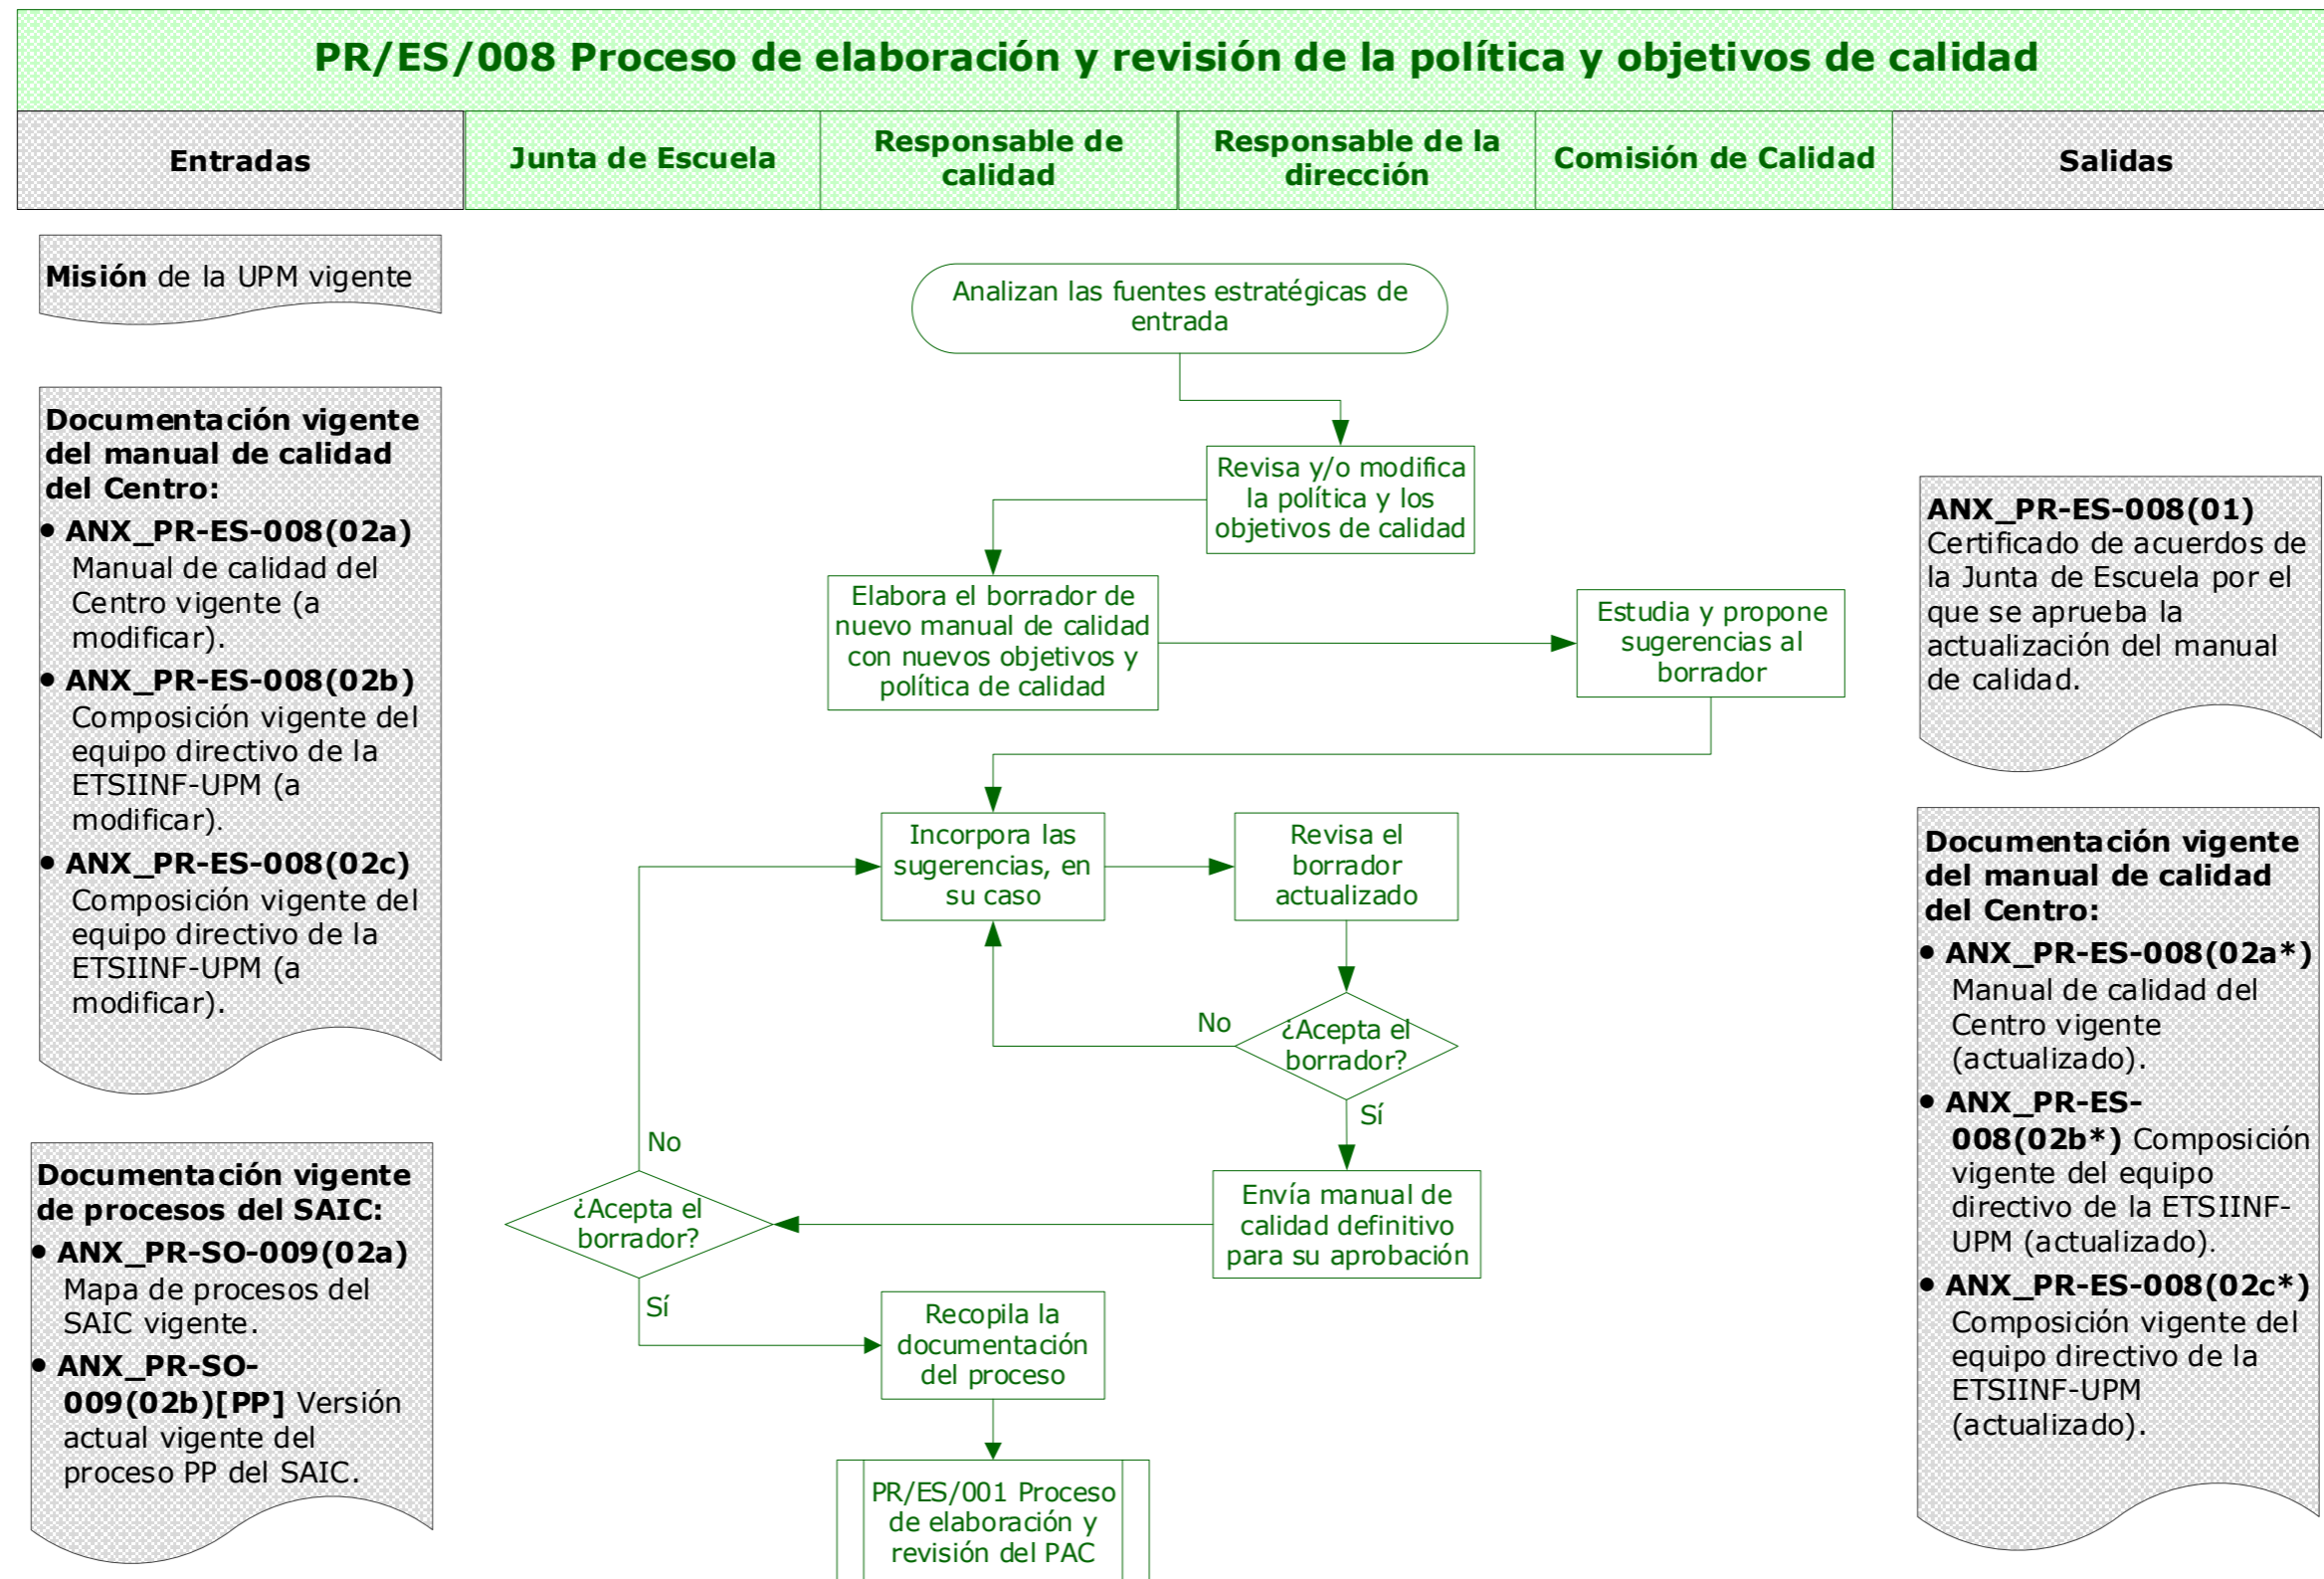 PR/ES/008 Proceso de elaboración y revisión de la política y objetivos de calidad
Entradas
Junta de Escuela
Responsable de
calidad
Responsable de la
dirección
Comisión de Calidad
Salidas
Misión de la UPM vigente
Documentación vigente
del manual de calidad
del Centro:
• ANX_PR-ES-008(02a)
Manual de calidad del
Centro vigente (a
modificar).
• ANX_PR-ES-008(02b)
Composición vigente del
equipo directivo de la
ETSIINF-UPM (a
modificar).
• ANX_PR-ES-008(02c)
Composición vigente del
equipo directivo de la
ETSIINF-UPM (a
modificar).
Documentación vigente
de procesos del SAIC:
• ANX_PR-SO-009(02a)
Mapa de procesos del
SAIC vigente.
• ANX_PR-SO-
009(02b)[PP] Versión
actual vigente del
proceso PP del SAIC.
Analizan las fuentes estratégicas de
entrada
Revisa y/o modifica
la política y los
objetivos de calidad
Elabora el borrador de
nuevo manual de calidad
con nuevos objetivos y
política de calidad
Estudia y propone
sugerencias al
borrador
Incorpora las
sugerencias, en
su caso
Revisa el
borrador
actualizado
¿Acepta el
borrador?
No
Sí
Envía manual de
calidad definitivo
para su aprobación
¿Acepta el
borrador?
No
Sí
Recopila la
documentación
del proceso
PR/ES/001 Proceso
de elaboración y
revisión del PAC
ANX_PR-ES-008(01)
Certificado de acuerdos de
la Junta de Escuela por el
que se aprueba la
actualización del manual
de calidad.
Documentación vigente
del manual de calidad
del Centro:
• ANX_PR-ES-008(02a*)
Manual de calidad del
Centro vigente
(actualizado).
• ANX_PR-ES-
008(02b*) Composición
vigente del equipo
directivo de la ETSIINF-
UPM (actualizado).
• ANX_PR-ES-008(02c*)
Composición vigente del
equipo directivo de la
ETSIINF-UPM
(actualizado).